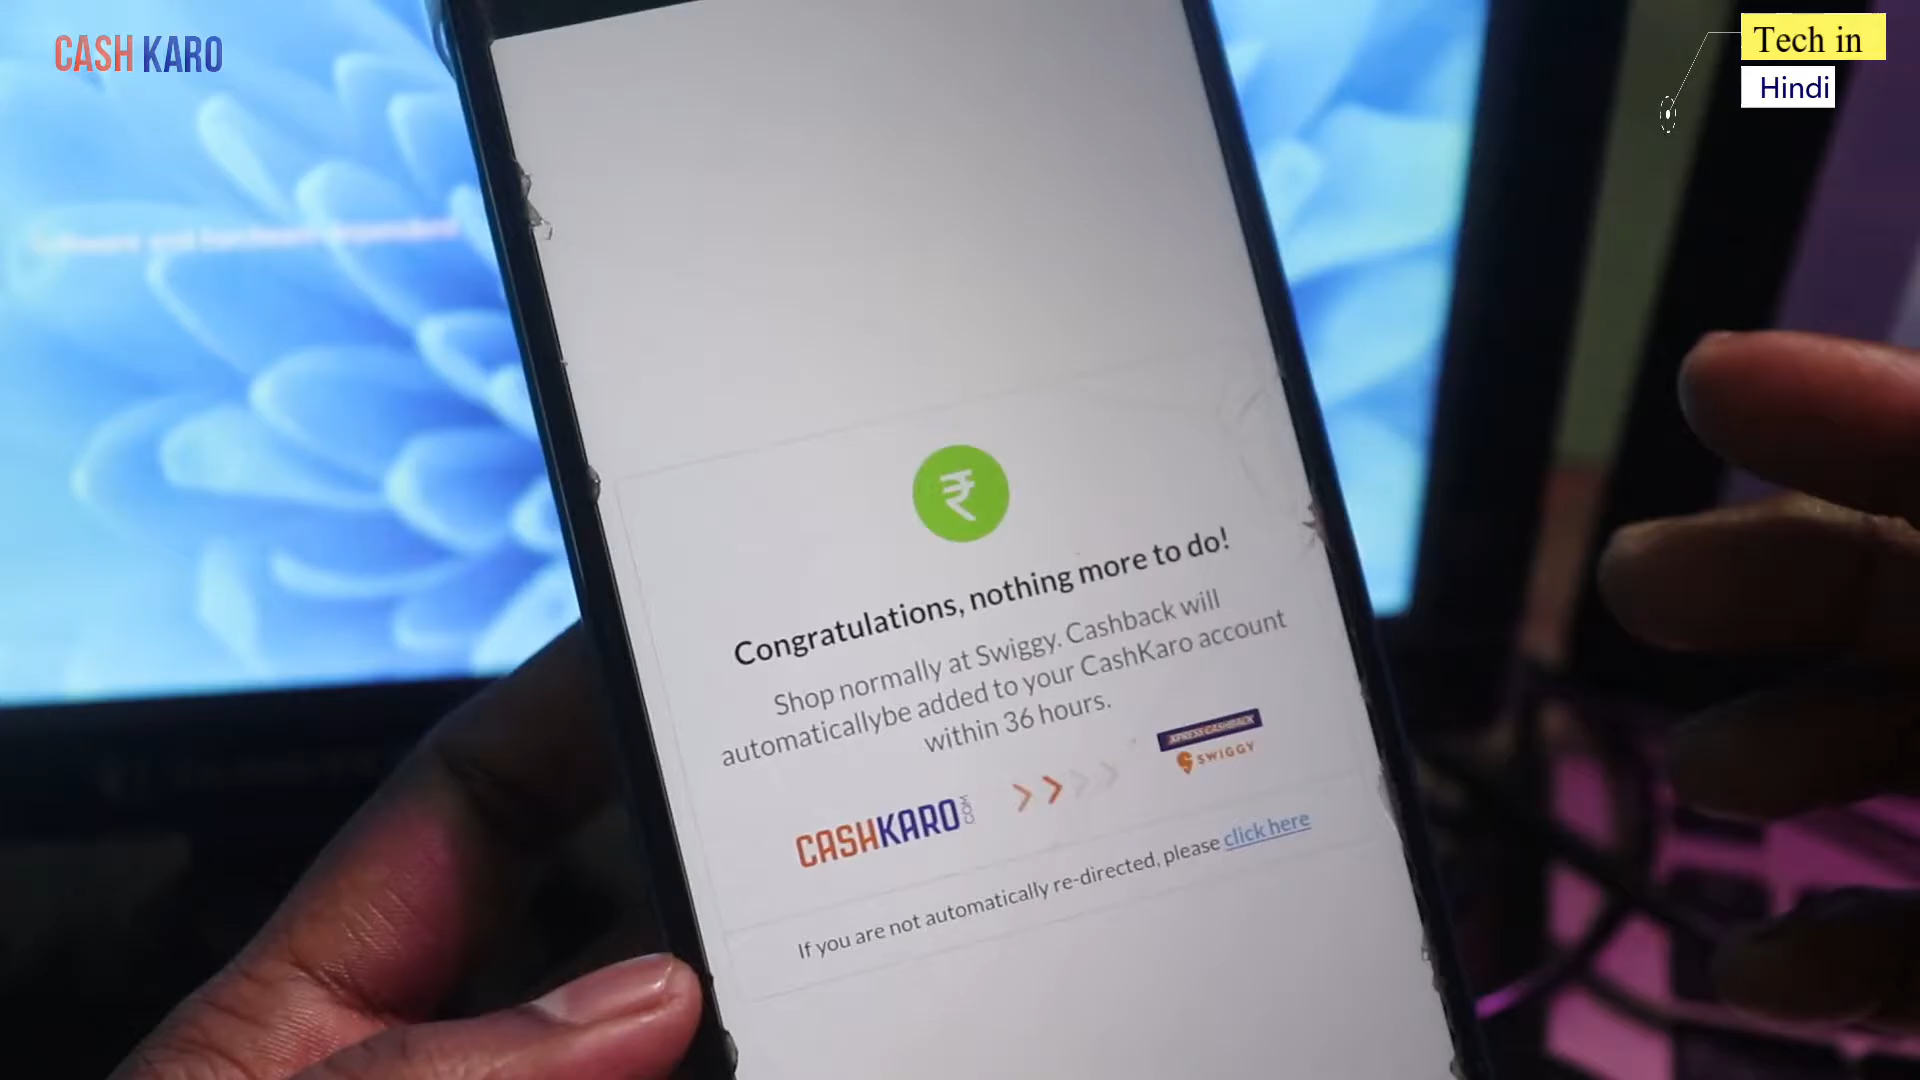 CASH KARO
Tech in
Hindi
Congratulations, nothing more to do!
Shop normally at Swiggy. Cashback will
automaticallybe added to your CashKaro account
within 36 hours.
XPRESS CASHBACK
SWIGGY
CASHKARO.COM
If you are not automatically re-directed, please click here